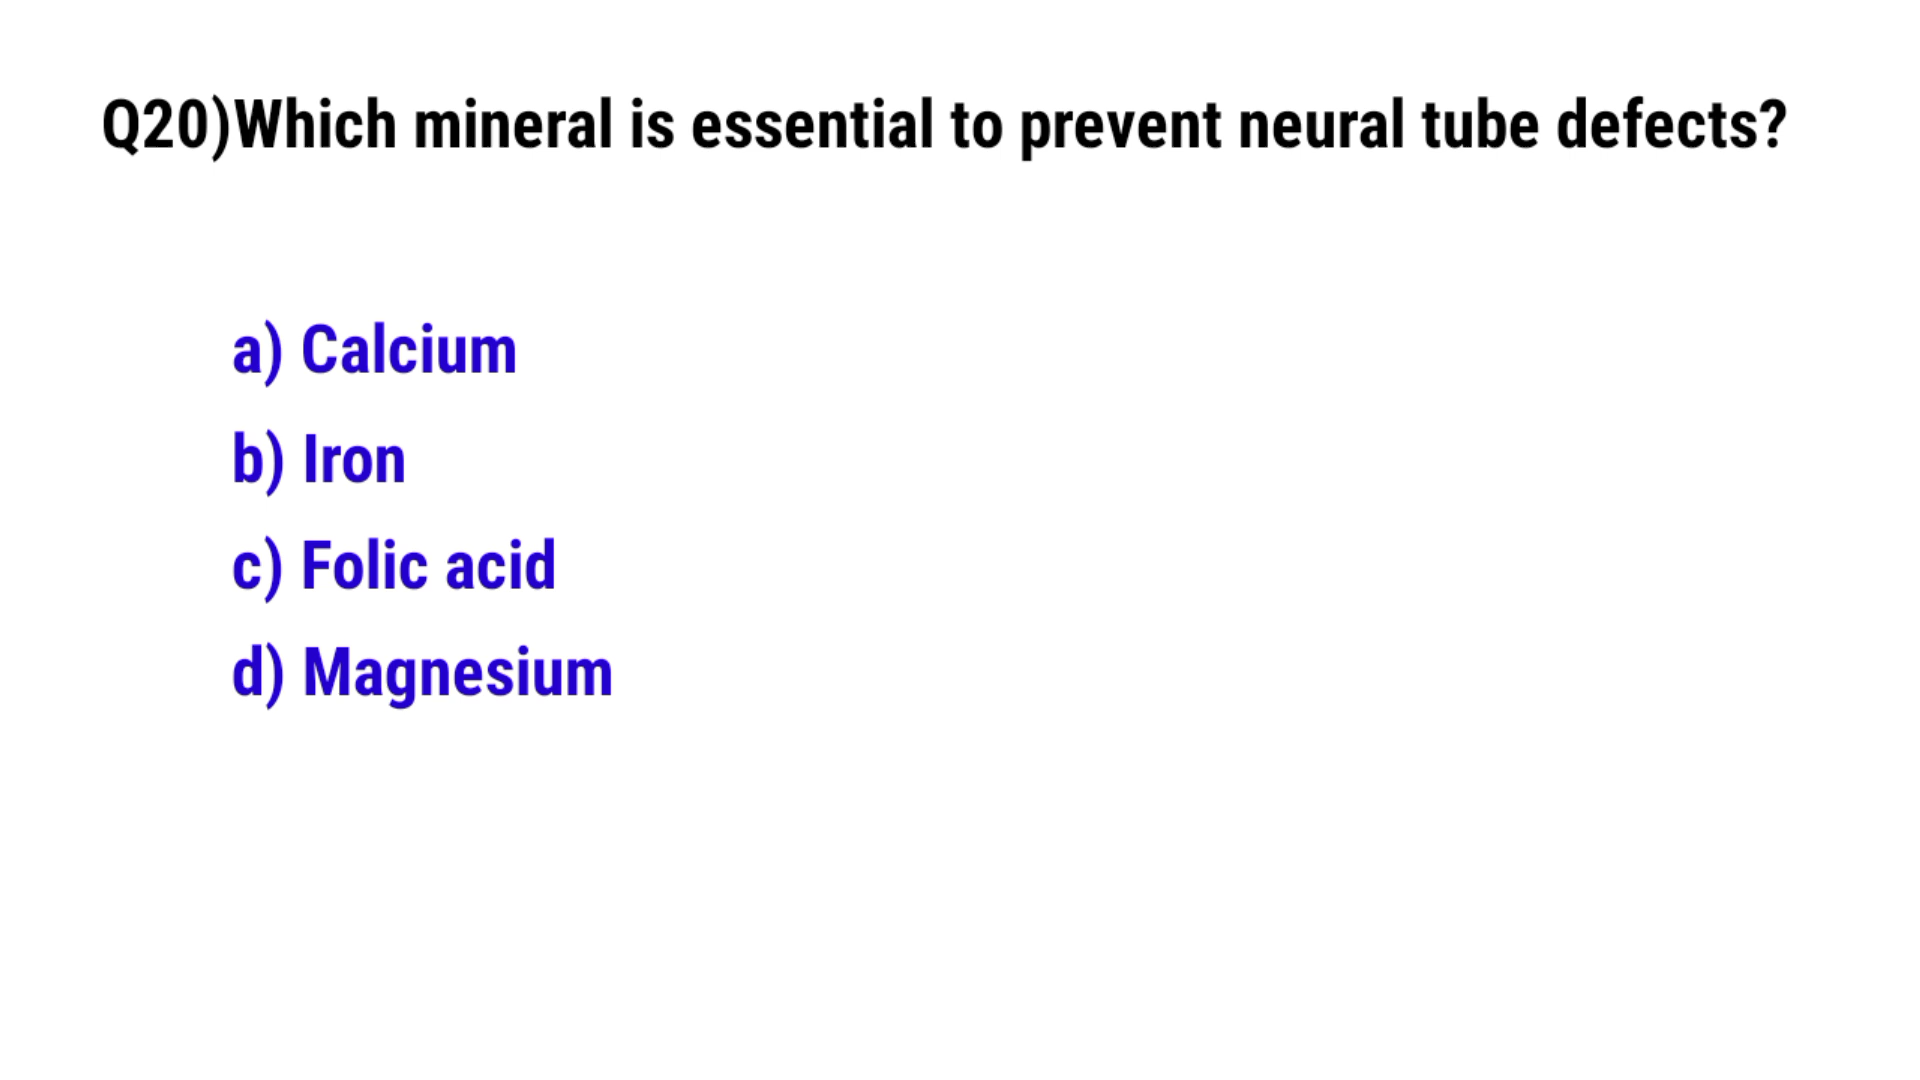 Q20)Which mineral is essential to prevent neural tube defects?
a) Calcium
b) Iron
c) Folic acid
d) Magnesium